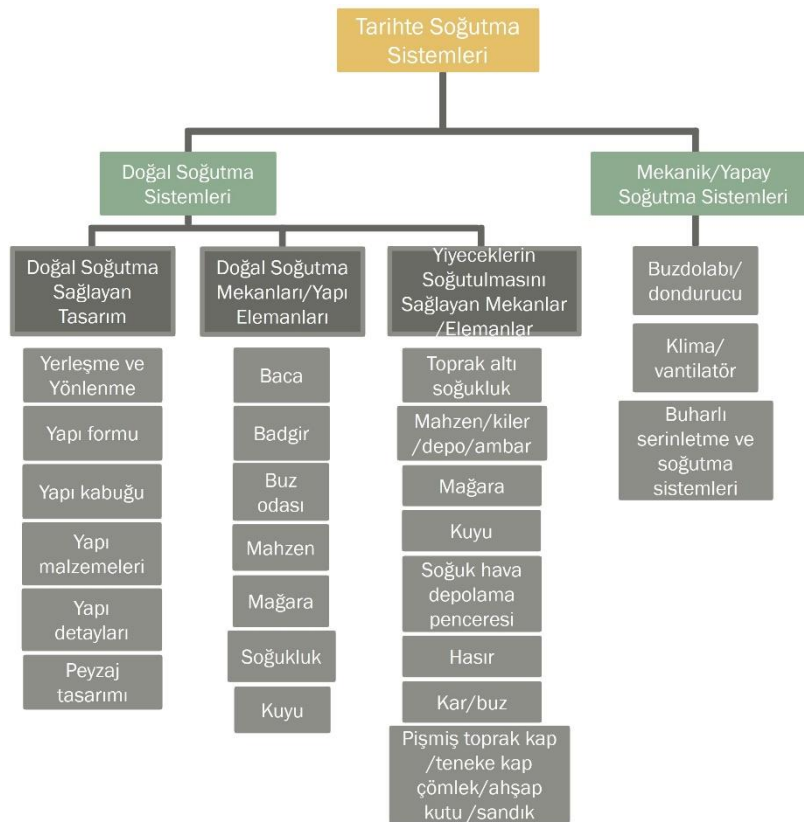 Tarihte Soğutma
Sistemleri
Doğal Soğutma
Sistemleri
Mekanik/Yapay
Soğutma Sistemleri
Doğal Soğutma
Sağlayan
Tasarım
Yerleşme ve
Yönlenme
Yapı formu
Yapı kabuğu
Yapı
malzemeleri
Yapı
detayları
Peyzaj
tasarımı
Doğal Soğutma
Mekanları/Yapı
Elemanları
Baca
Badgir
Buz
odası
Mahzen
Mağara
Soğukluk
Kuyu
Yiyeceklerin
Soğutulmasını
Sağlayan Mekanlar
/Elemanlar
Toprak altı
soğukluk
Mahzen/kiler
/depo/ambar
Mağara
Kuyu
Soğuk hava
depolama
penceresi
Hasır
Kar/buz
Pişmiş toprak kap
/teneke kap
çömlek/ahşap
kutu /sandık
Buzdolabı/
dondurucu
Klima/
vantilatör
Buharlı
serinletme ve
soğutma
sistemleri